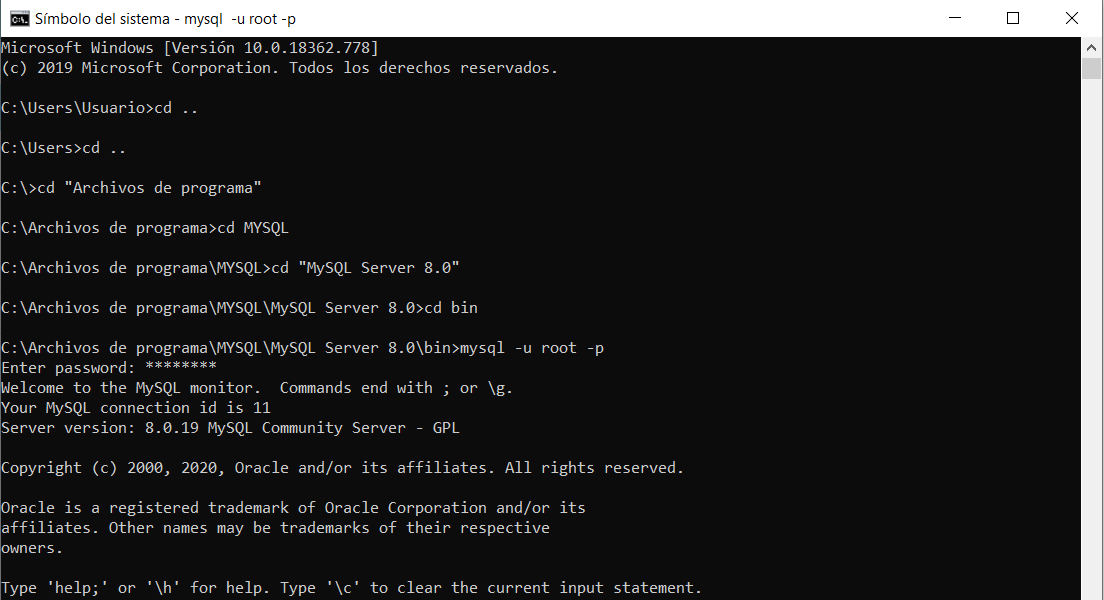 Símbolo del sistema - mysql  -u root -p
Microsoft Windows [Versión 10.0.18362.778]
(c) 2019 Microsoft Corporation. Todos los derechos reservados.
C:\Users\Usuario>cd ..
C:\Users>cd ..
C:\>cd "Archivos de programa"
C:\Archivos de programa>cd MYSQL
C:\Archivos de programa\MYSQL>cd "MySQL Server 8.0"
C:\Archivos de programa\MYSQL\MySQL Server 8.0>cd bin
C:\Archivos de programa\MYSQL\MySQL Server 8.0\bin>mysql -u root -p
Enter password: ********
Welcome to the MySQL monitor.  Commands end with ; or \g.
Your MySQL connection id is 11
Server version: 8.0.19 MySQL Community Server - GPL
Copyright (c) 2000, 2020, Oracle and/or its affiliates. All rights reserved.
Oracle is a registered trademark of Oracle Corporation and/or its
affiliates. Other names may be trademarks of their respective
owners.
Type 'help;' or '\h' for help. Type '\c' to clear the current input statement.